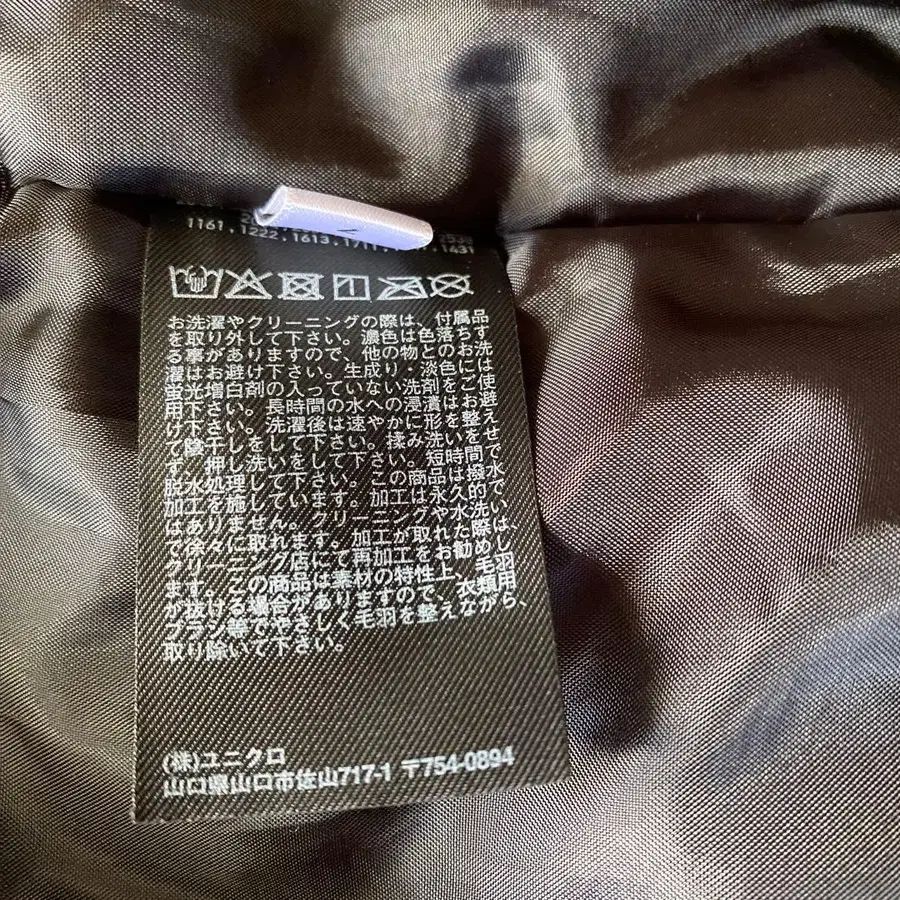 1161,1222,1613,1711,
1431
お洗濯やクリーニングの際は、付属品
を取り外して下さい。濃色は色落ちす
る事がありますので、他の物とのお洗
濯はお避け下さい。生成り・淡色には
蛍光増白剤の入っていない洗剤をご使
用下さい。長時間の水への浸漬はお避
け下さい。洗濯後は速やかに形を整え
て陰干しをして下さい。揉み洗いをせ
ず、押し洗いをして下さい。短時間で
脱水処理して下さい。この商品は撥水
加工を施しています。加工は永久的で
はありません。クリーニングや水洗い
で徐々に取れます。加工が取れた際は、
クリーニング店にて再加工をお勧めし
ます。この商品は素材の特性上、毛羽
が抜ける場合がありますので、衣類用
ブラシ等でやさしく毛羽を整えながら、
取り除いて下さい。
(株)ユニクロ
山口県山口市佐山717-1 〒754-0894